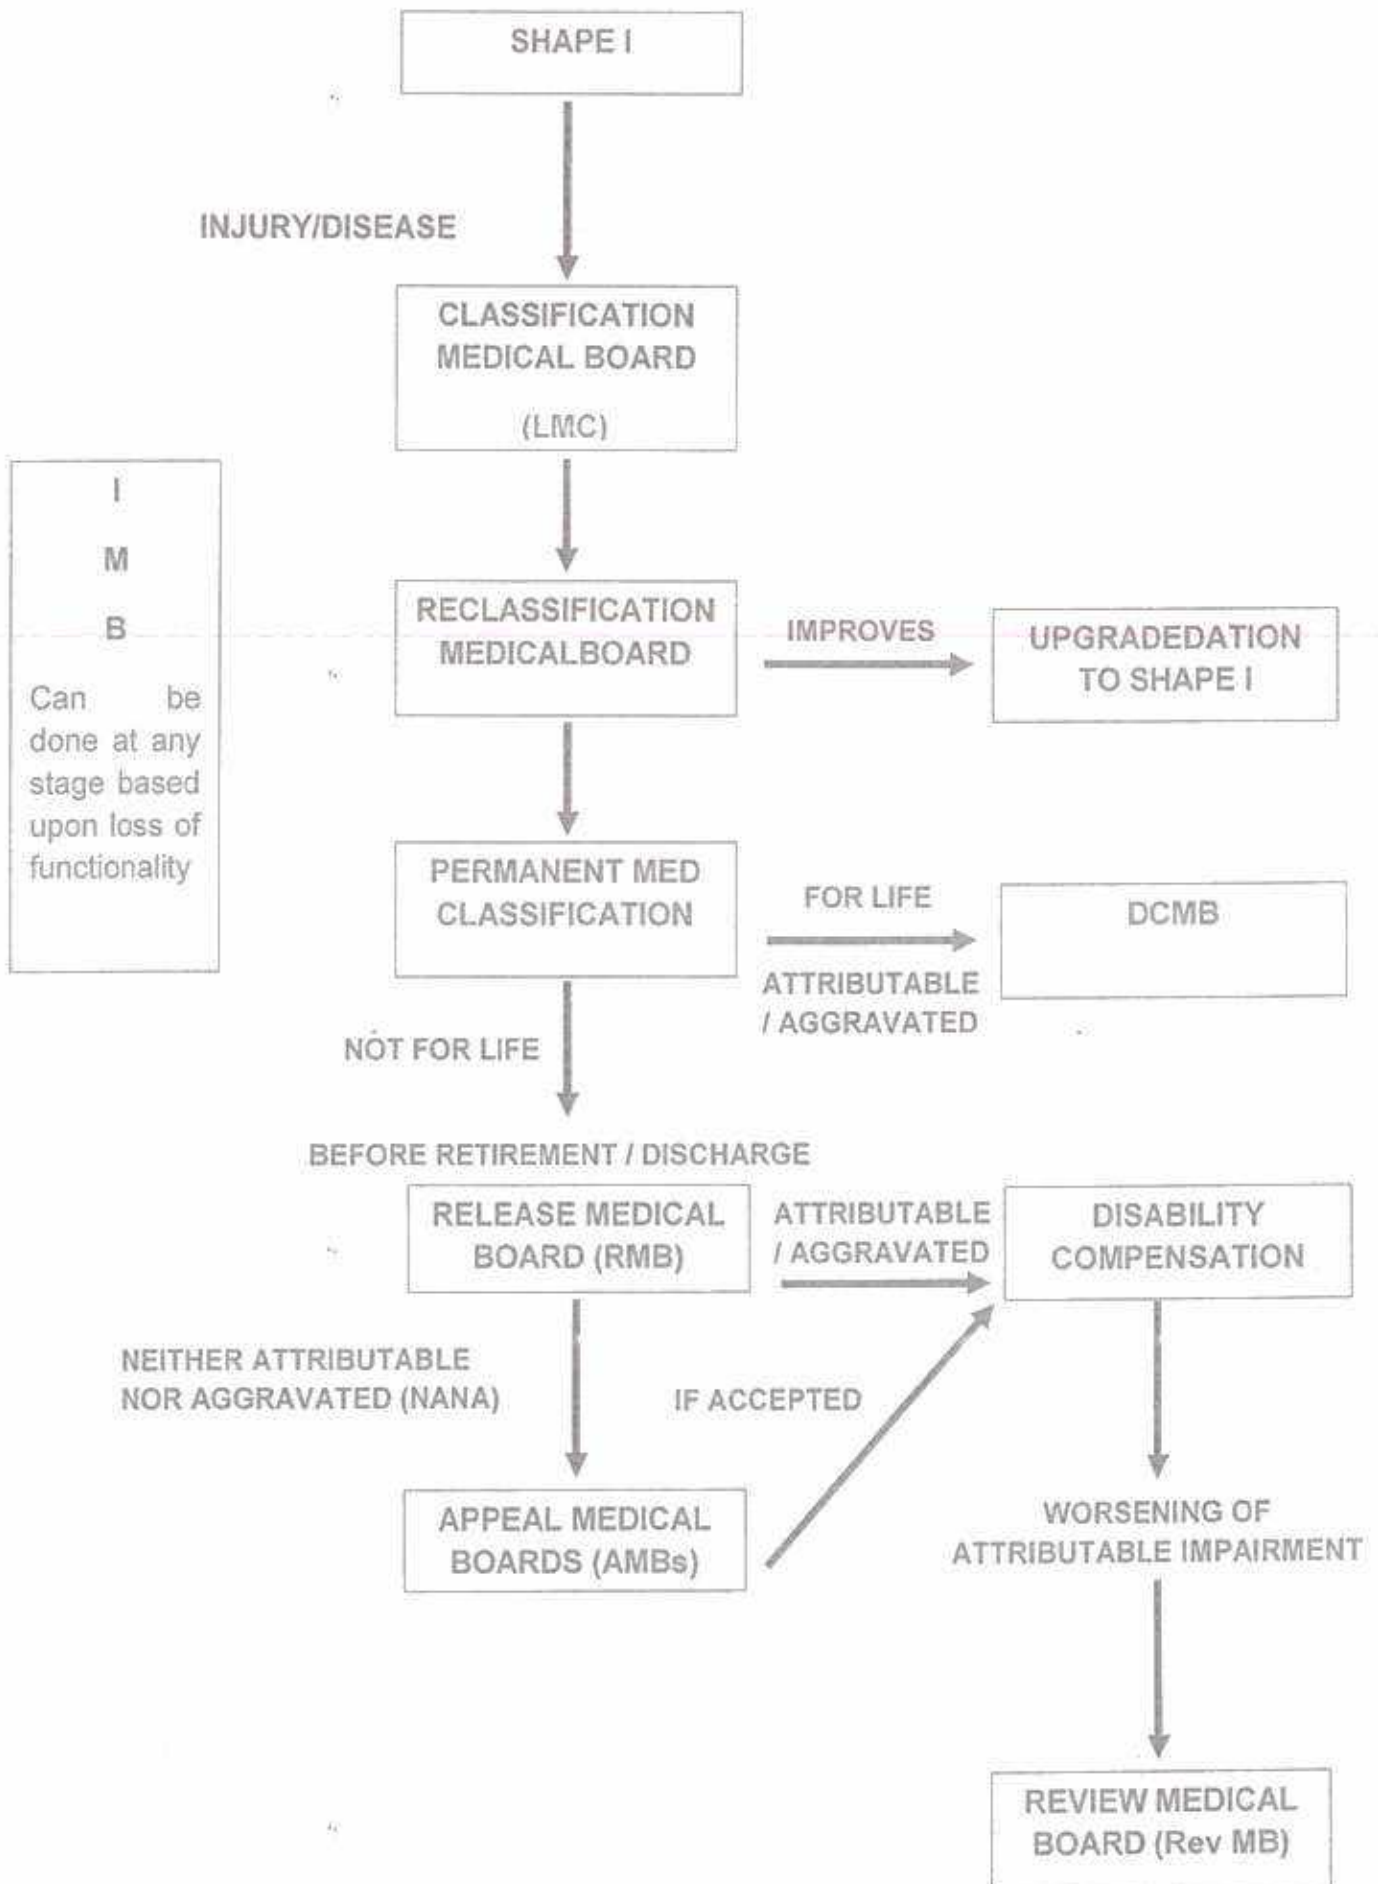 SHAPE I
INJURY/DISEASE
CLASSIFICATION
MEDICAL BOARD
(LMC)
I
M
B
Can be
done at any
stage based
upon loss of
functionality
RECLASSIFICATION
MEDICALBOARD
IMPROVES
UPGRADEDATION
TO SHAPE I
PERMANENT MED
CLASSIFICATION
FOR LIFE
ATTRIBUTABLE
/ AGGRAVATED
DCMB
NOT FOR LIFE
BEFORE RETIREMENT / DISCHARGE
RELEASE MEDICAL
BOARD (RMB)
ATTRIBUTABLE
/ AGGRAVATED
DISABILITY
COMPENSATION
NEITHER ATTRIBUTABLE
NOR AGGRAVATED (NANA)
IF ACCEPTED
APPEAL MEDICAL
BOARDS (AMBs)
WORSENING OF
ATTRIBUTABLE IMPAIRMENT
REVIEW MEDICAL
BOARD (Rev MB)